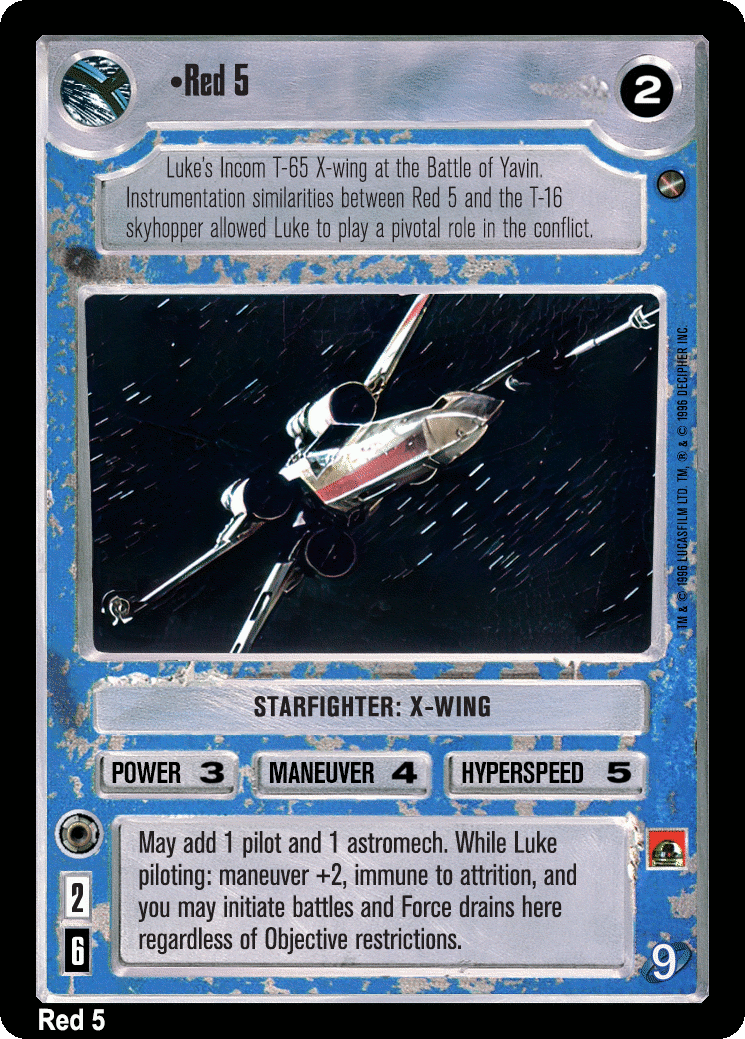 •Red 5
2
Luke's Incom T-65 X-wing at the Battle of Yavin.
Instrumentation similarities between Red 5 and the T-16
skyhopper allowed Luke to play a pivotal role in the conflict.
TM & © 1996 LUCASFILM LTD. TM, ® & © 1996 DECIPHER INC.
STARFIGHTER: X-WING
POWER 3
MANEUVER 4
HYPERSPEED 5
May add 1 pilot and 1 astromech. While Luke
piloting: maneuver +2, immune to attrition, and
you may initiate battles and Force drains here
regardless of Objective restrictions.
2
6
9
Red 5